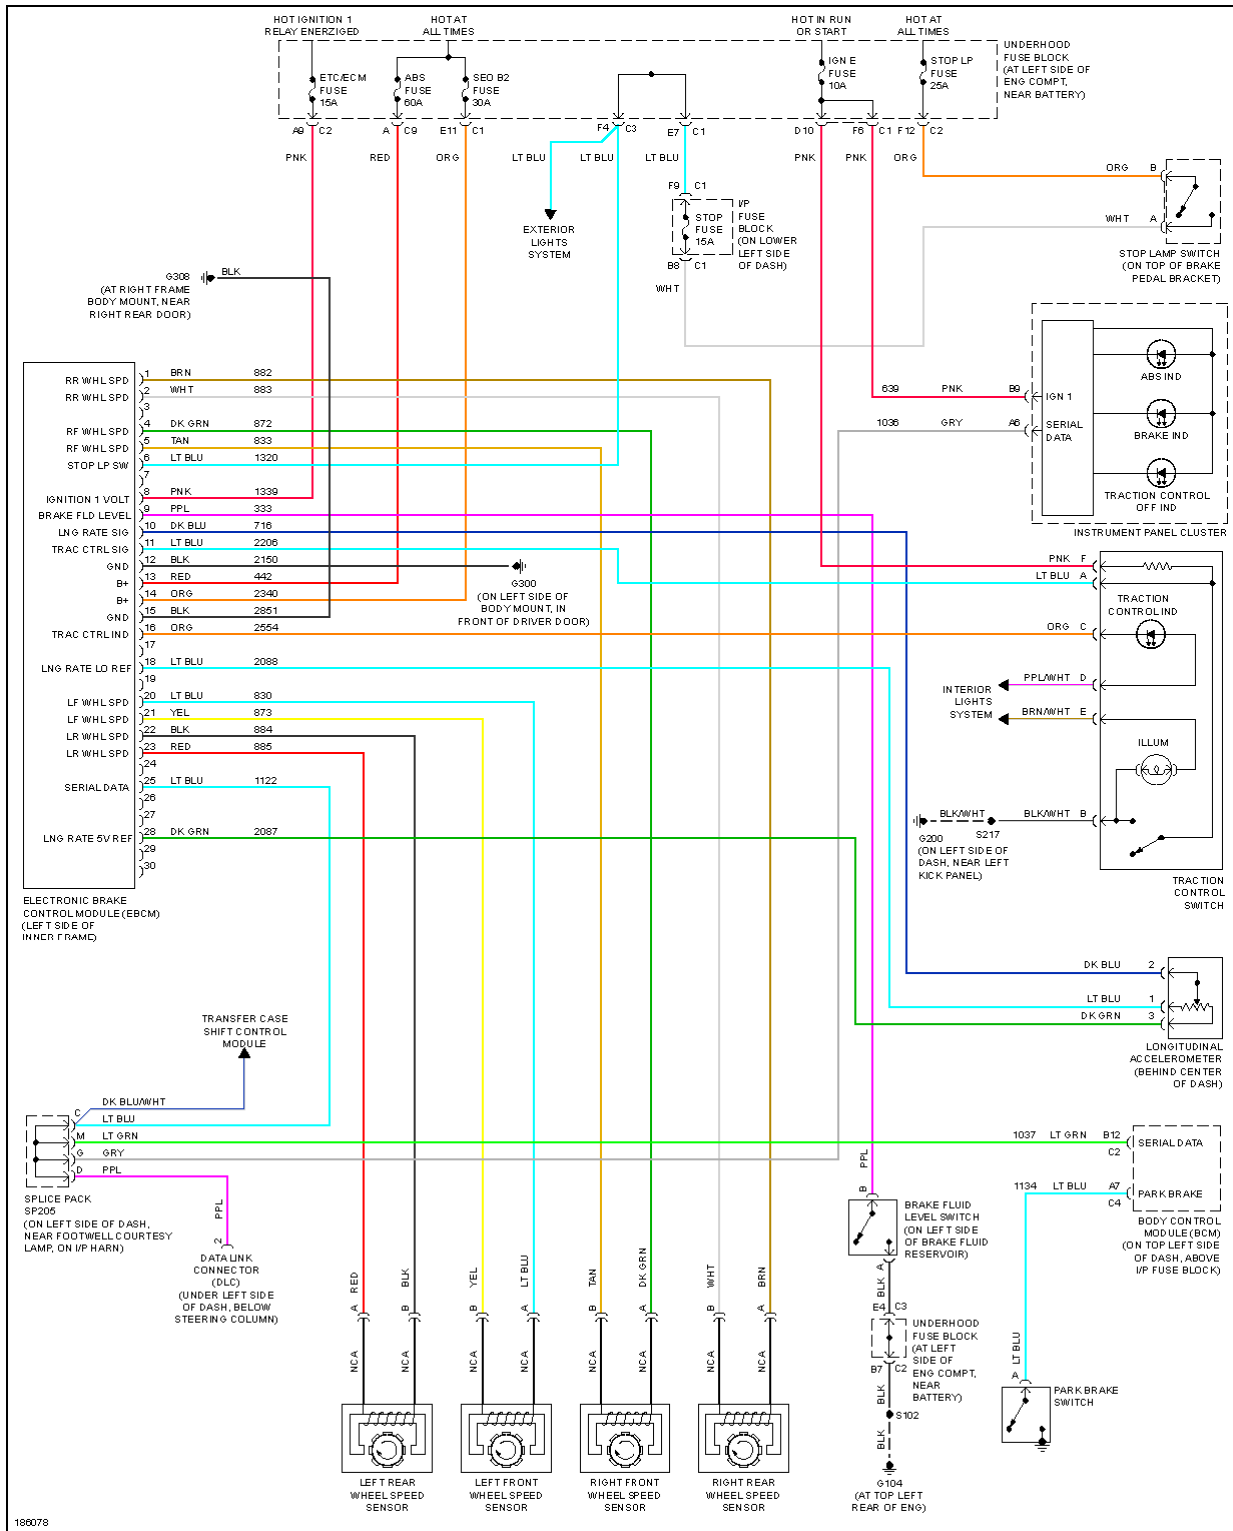 HOT IGNITION 1
RELAY ENERZIGED
HOT AT
ALL TIMES
HOT IN RUN
OR START
HOT AT
ALL TIMES
ETC/ECM
FUSE
15A
ABS
FUSE
60A
SEO B2
FUSE
30A
IGN E
FUSE
10A
STOP LP
FUSE
25A
UNDERHOOD
FUSE BLOCK
(AT LEFT SIDE OF
ENG COMPT,
NEAR BATTERY)
A9 C2
A C9
E11 C1
F4 C3
E7 C1
D10
F6 C1
F12 C2
PNK
RED
ORG
LT BLU
LT BLU
LT BLU
PNK
PNK
ORG
ORG B
WHT A
STOP LAMP SWITCH
(ON TOP OF BRAKE
PEDAL BRACKET)
F9 C1
STOP
FUSE
15A
I/P
FUSE
BLOCK
(ON LOWER
LEFT SIDE
OF DASH)
B8 C1
WHT
EXTERIOR
LIGHTS
SYSTEM
G308
(AT RIGHT FRAME
BODY MOUNT, NEAR
RIGHT REAR DOOR)
BLK
RR WHL SPD 1 BRN 882
RR WHL SPD 2 WHT 883
3
RF WHL SPD 4 DK GRN 872
RF WHL SPD 5 TAN 833
STOP LP SW 6 LT BLU 1320
7
IGNITION 1 VOLT 8 PNK 1339
BRAKE FLD LEVEL 9 PPL 333
LNG RATE SIG 10 DK BLU 716
TRAC CTRL SIG 11 LT BLU 2206
GND 12 BLK 2150
B+ 13 RED 442
B+ 14 ORG 2340
GND 15 BLK 2851
TRAC CTRL IND 16 ORG 2554
17
LNG RATE LO REF 18 LT BLU 2088
19
LF WHL SPD 20 LT BLU 830
LF WHL SPD 21 YEL 873
LR WHL SPD 22 BLK 884
LR WHL SPD 23 RED 885
24
SERIAL DATA 25 LT BLU 1122
26
27
LNG RATE 5V REF 28 DK GRN 2087
29
30
ELECTRONIC BRAKE
CONTROL MODULE (EBCM)
(LEFT SIDE OF
INNER FRAME)
G300
(ON LEFT SIDE OF
BODY MOUNT, IN
FRONT OF DRIVER DOOR)
639 PNK B9 IGN 1
1036 GRY A6 SERIAL
DATA
ABS IND
BRAKE IND
TRACTION CONTROL
OFF IND
INSTRUMENT PANEL CLUSTER
PNK F
LT BLU A
TRACTION
CONTROL IND
ORG C
PPL/WHT D
INTERIOR
LIGHTS
SYSTEM
BRN/WHT E
ILLUM
BLK/WHT
BLK/WHT B
G200
(ON LEFT SIDE OF
DASH, NEAR LEFT
KICK PANEL)
S217
TRACTION
CONTROL
SWITCH
DK BLU 2
LT BLU 1
DK GRN 3
LONGITUDINAL
ACCELEROMETER
(BEHIND CENTER
OF DASH)
TRANSFER CASE
SHIFT CONTROL
MODULE
DK BLU/WHT
C LT BLU
M LT GRN
G GRY
D PPL
SPLICE PACK
SP205
(ON LEFT SIDE OF DASH,
NEAR FOOTWELL COURTESY
LAMP, ON I/P HARN)
PPL
2
DATA LINK
CONNECTOR
(DLC)
(UNDER LEFT SIDE
OF DASH, BELOW
STEERING COLUMN)
1037 LT GRN B12 SERIAL DATA
C2
1134 LT BLU A7 PARK BRAKE
C4
BODY CONTROL
MODULE (BCM)
(ON TOP LEFT SIDE
OF DASH, ABOVE
I/P FUSE BLOCK)
PPL
B
BRAKE FLUID
LEVEL SWITCH
(ON LEFT SIDE
OF BRAKE FLUID
RESERVOIR)
A
BLK
E4 C3
UNDERHOOD
FUSE BLOCK
(AT LEFT
SIDE OF
ENG COMPT,
NEAR
BATTERY)
B7 C2
BLK
S102
BLK
G104
(AT TOP LEFT
REAR OF ENG)
LT BLU
A
PARK BRAKE
SWITCH
A RED
B BLK
B YEL
A LT BLU
B TAN
A DK GRN
B WHT
A BRN
NCA
NCA
NCA
NCA
NCA
NCA
NCA
NCA
LEFT REAR
WHEEL SPEED
SENSOR
LEFT FRONT
WHEEL SPEED
SENSOR
RIGHT FRONT
WHEEL SPEED
SENSOR
RIGHT REAR
WHEEL SPEED
SENSOR
186078